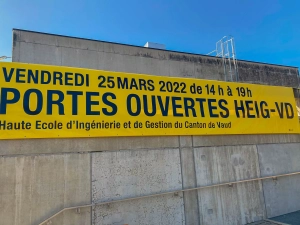 VENDREDI 25 MARS 2022 de 14 h à 19 h
PORTES OUVERTES HEIG-VD
Haute Ecole d'Ingénierie et de Gestion du Canton de Vaud